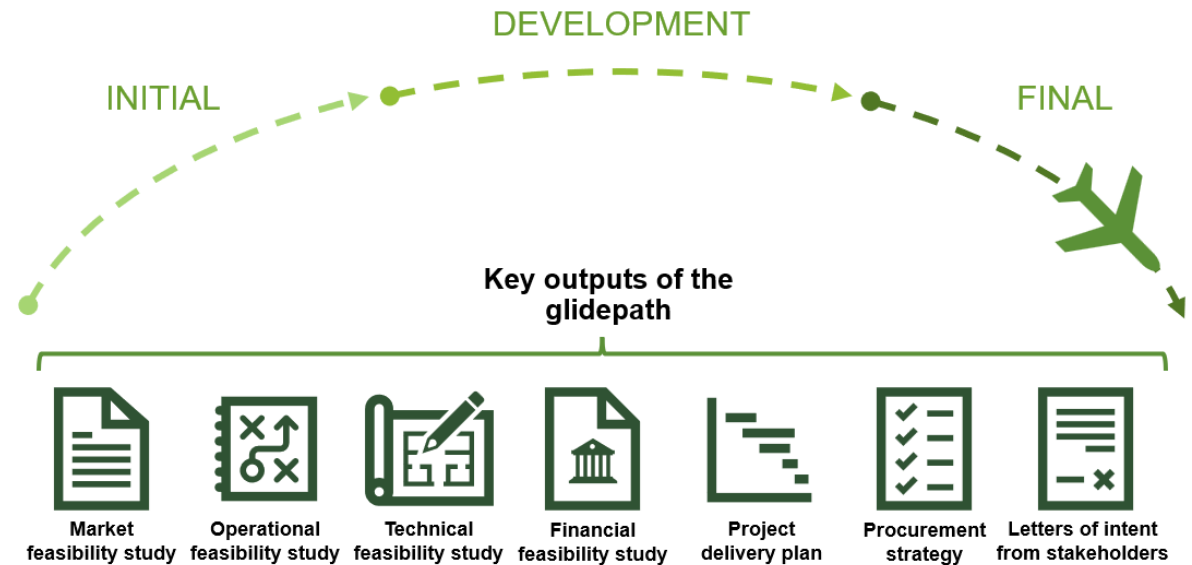 DEVELOPMENT
INITIAL
FINAL
Key outputs of the
glidepath
Market
feasibility study
Operational
feasibility study
Technical
feasibility study
Financial
feasibility study
Project
delivery plan
Procurement
strategy
Letters of intent
from stakeholders